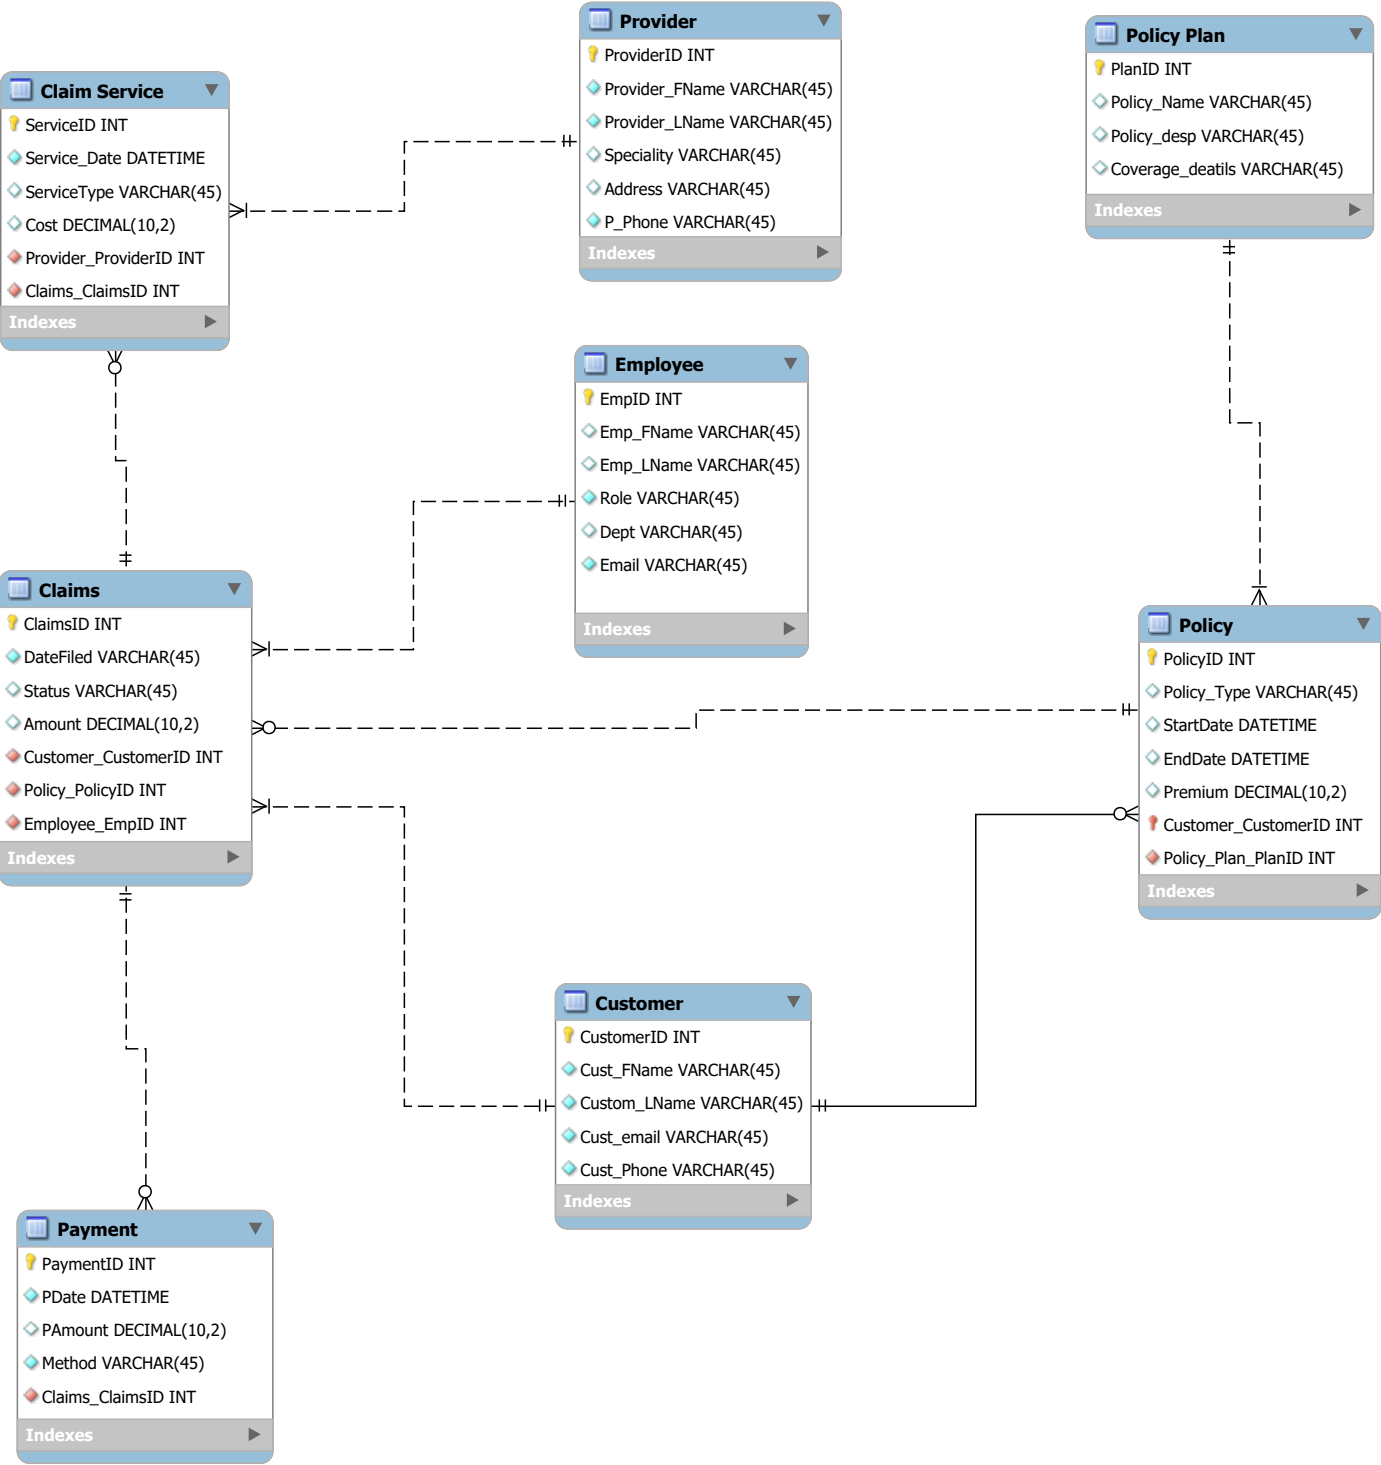 Provider
ProviderID INT
Provider_FName VARCHAR(45)
Provider_LName VARCHAR(45)
Speciality VARCHAR(45)
Address VARCHAR(45)
P_Phone VARCHAR(45)
Indexes
Policy Plan
PlanID INT
Policy_Name VARCHAR(45)
Policy_desp VARCHAR(45)
Coverage_deatils VARCHAR(45)
Indexes
Claim Service
ServiceID INT
Service_Date DATETIME
ServiceType VARCHAR(45)
Cost DECIMAL(10,2)
Provider_ProviderID INT
Claims_ClaimsID INT
Indexes
Employee
EmpID INT
Emp_FName VARCHAR(45)
Emp_LName VARCHAR(45)
Role VARCHAR(45)
Dept VARCHAR(45)
Email VARCHAR(45)
Indexes
Claims
ClaimsID INT
DateFiled VARCHAR(45)
Status VARCHAR(45)
Amount DECIMAL(10,2)
Customer_CustomerID INT
Policy_PolicyID INT
Employee_EmpID INT
Indexes
Policy
PolicyID INT
Policy_Type VARCHAR(45)
StartDate DATETIME
EndDate DATETIME
Premium DECIMAL(10,2)
Customer_CustomerID INT
Policy_Plan_PlanID INT
Indexes
Customer
CustomerID INT
Cust_FName VARCHAR(45)
Custom_LName VARCHAR(45)
Cust_email VARCHAR(45)
Cust_Phone VARCHAR(45)
Indexes
Payment
PaymentID INT
PDate DATETIME
PAmount DECIMAL(10,2)
Method VARCHAR(45)
Claims_ClaimsID INT
Indexes